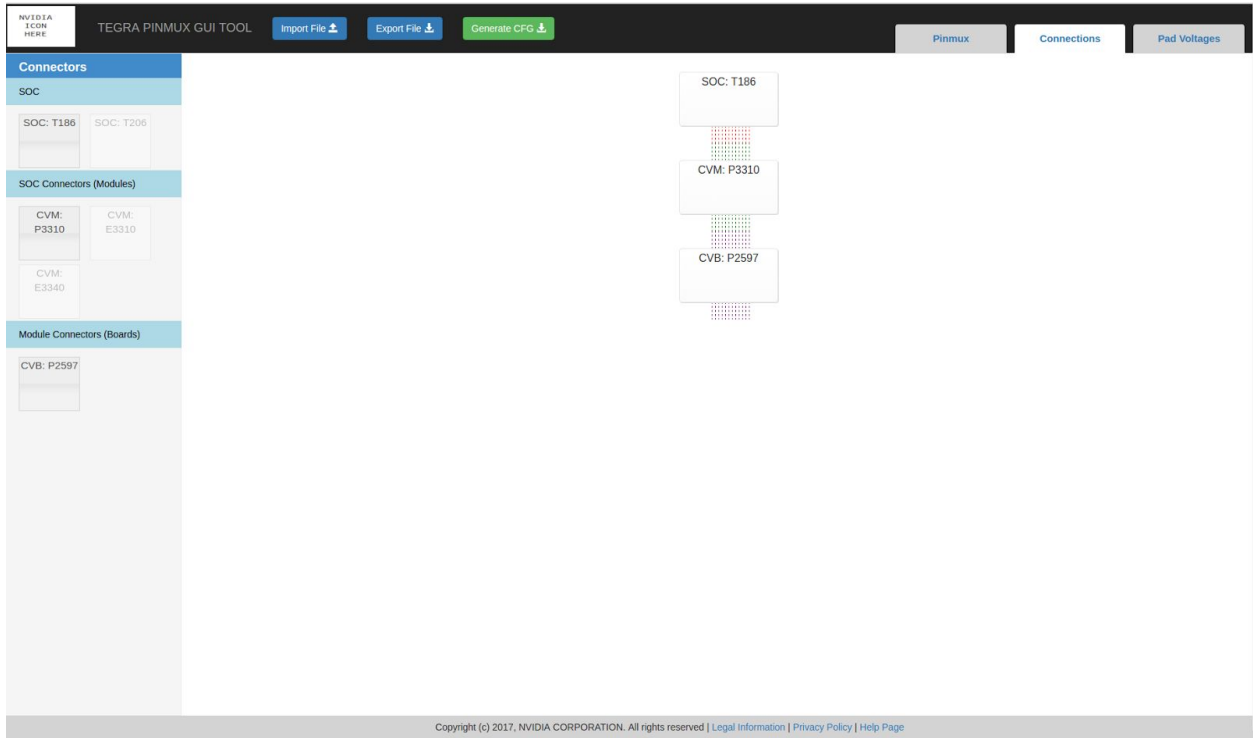 NVIDIA
ICON
HERE
TEGRA PINMUX GUI TOOL
Import File
Export File
Generate CFG
Pinmux
Connections
Pad Voltages
Connectors
SOC
SOC: T186
SOC: T206
SOC Connectors (Modules)
CVM:
P3310
CVM:
E3310
CVM:
E3340
Module Connectors (Boards)
CVB: P2597
SOC: T186
CVM: P3310
CVB: P2597
Copyright (c) 2017, NVIDIA CORPORATION. All rights reserved | Legal Information | Privacy Policy | Help Page